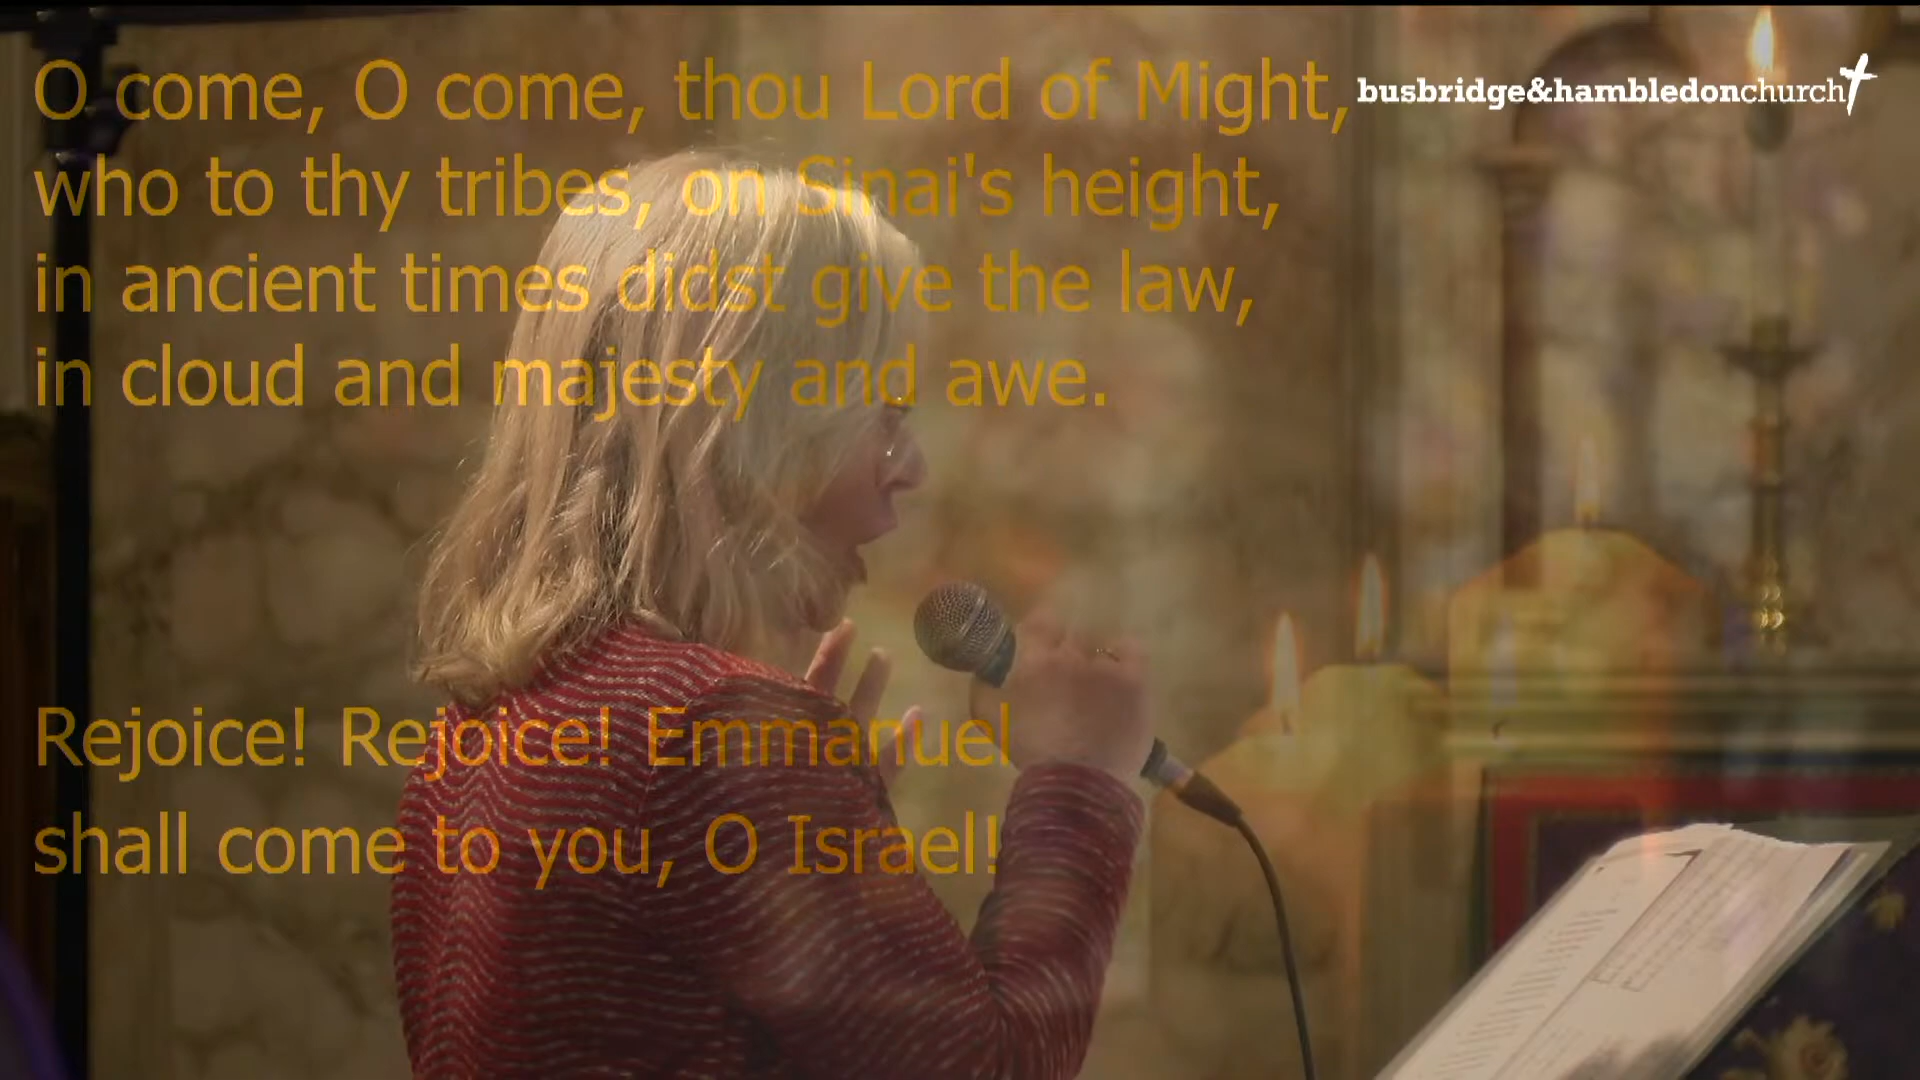 O come, O come, thou Lord of Might,
busbridge&hambledonchurch
who to thy tribes, on Sinai's height,
in ancient times didst give the law,
in cloud and majesty and awe.
Rejoice! Rejoice! Emmanuel
shall come to you, O Israel!